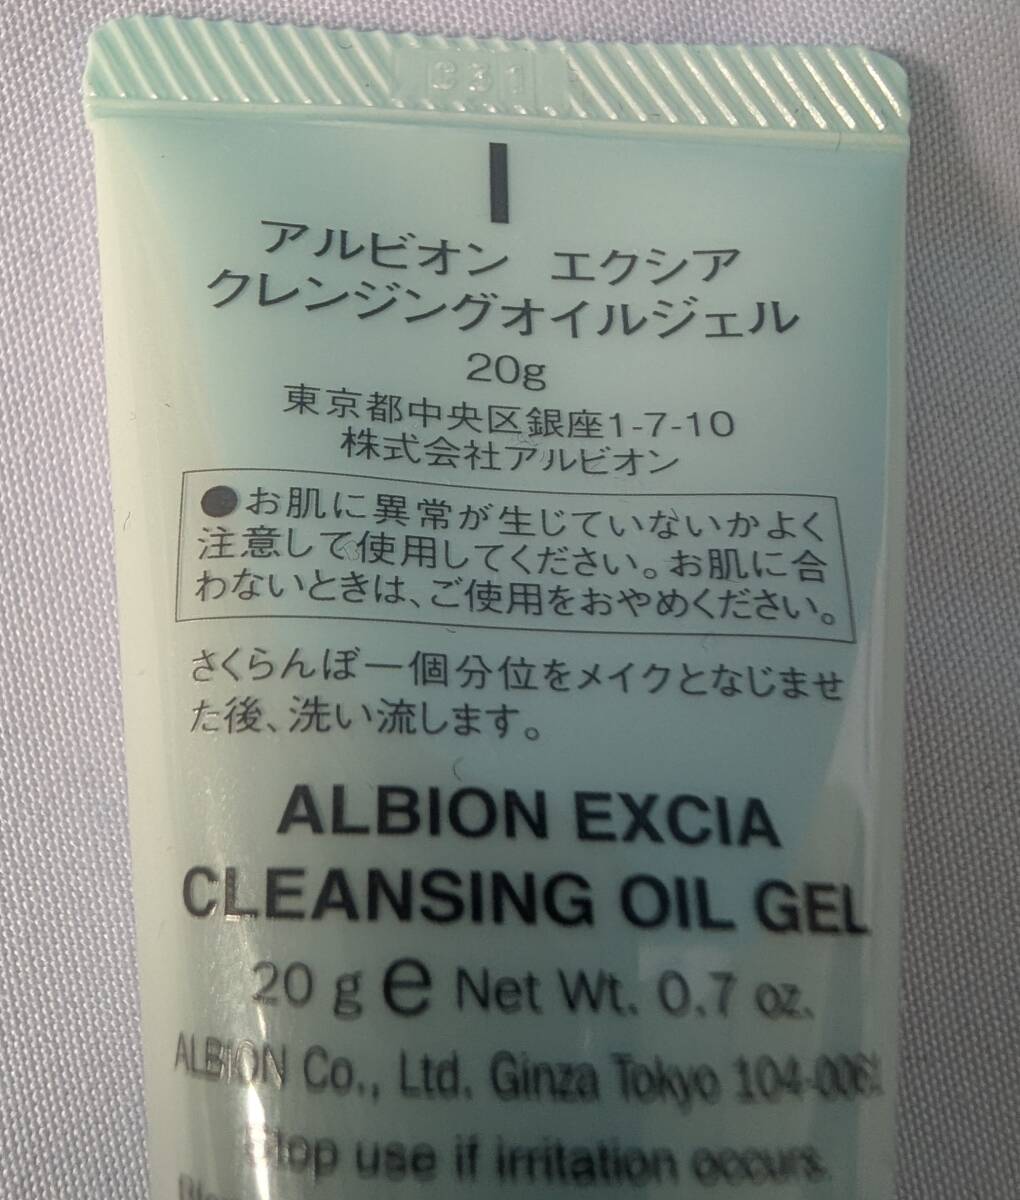 C31
アルビオン エクシア
クレンジングオイルジェル
20g
東京都中央区銀座1-7-10
株式会社アルビオン
●お肌に異常が生じていないかよく
注意して使用してください。お肌に合
わないときは、ご使用をおやめください。
さくらんぼ一個分位をメイクとなじませ
た後、洗い流します。
ALBION EXCIA
CLEANSING OIL GEL
20 g e Net Wt. 0.7 oz.
ALBION Co., Ltd. Ginza Tokyo 104-0061
Stop use if irritation occurs.